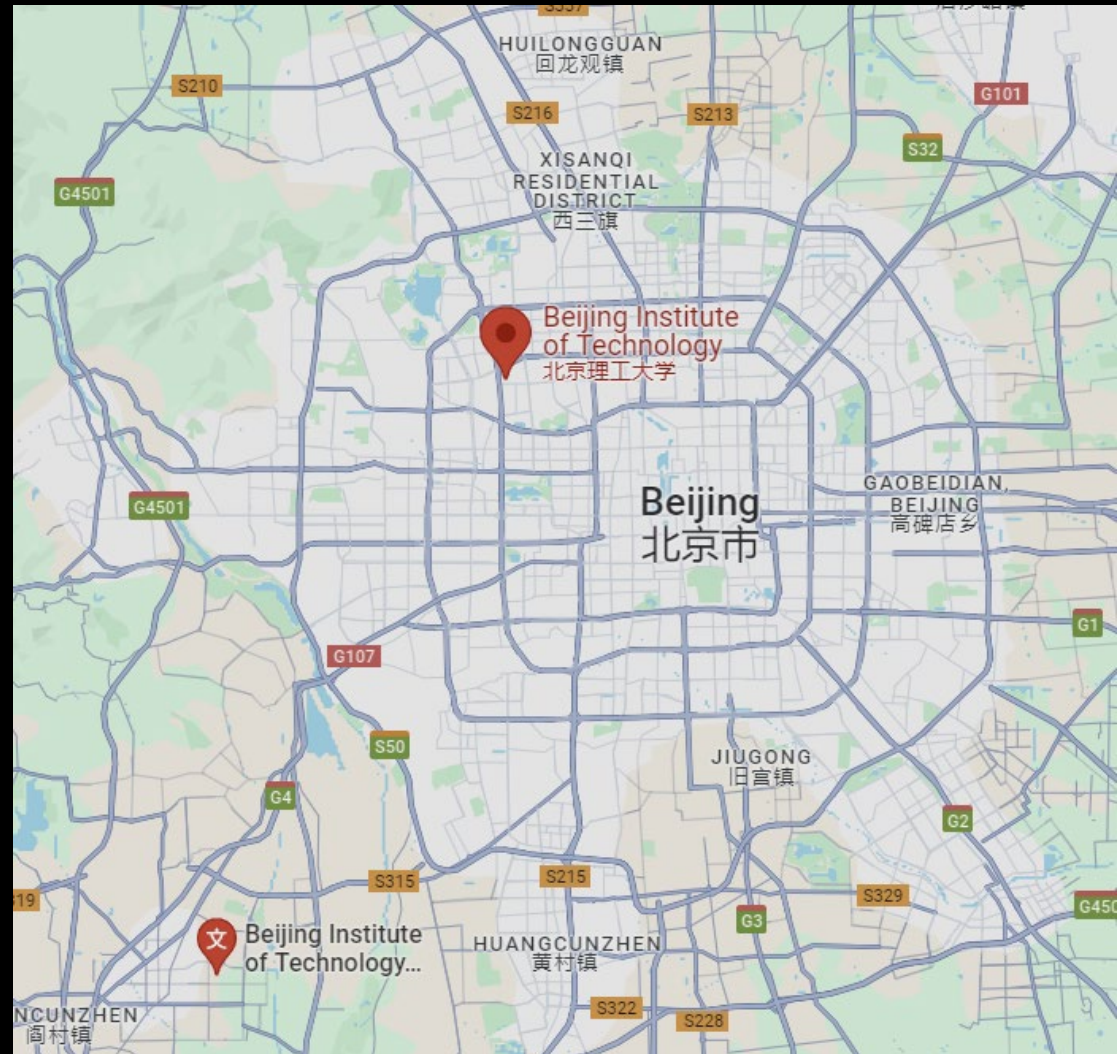 HUILONGGUAN
回龙观镇
S210
S216
S213
G101
S32
XISANQI
RESIDENTIAL
DISTRICT
西三旗
G4501
Beijing Institute
of Technology
北京理工大学
G4501
Beijing
北京市
GAOBEIDIAN,
BEIJING
高碑店乡
G1
G107
S50
JIUGONG
旧宫镇
G4
G2
S315
S215
S329
G3
文
Beijing Institute
of Technology...
HUANGCUNZHEN
黄村镇
S322
S228
NCUNZHEN
阎村镇